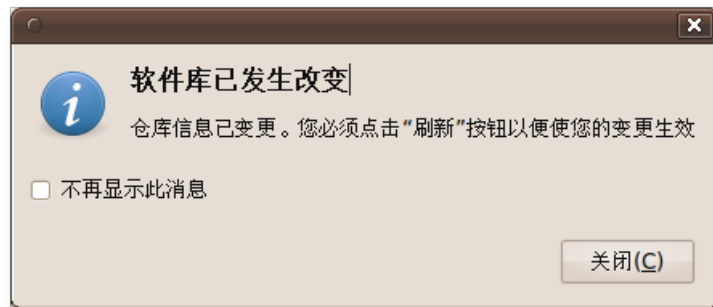 软件库已发生改变
仓库信息已变更。您必须点击“刷新”按钮以便使您的变更生效
不再显示此消息
关闭(C)